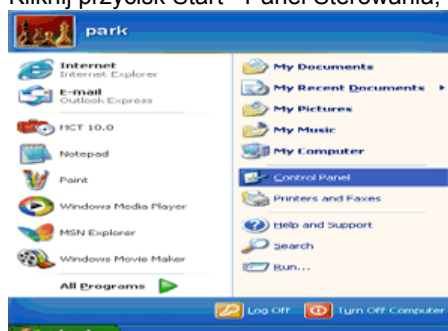 Kliknij przycisk Start - Panel Sterowania,
park
Internet
Internet Explorer
E-mail
Outlook Express
HCT 10.0
Notepad
Paint
Windows Media Player
MSN Explorer
Windows Movie Maker
All Programs
My Documents
My Recent Documents
My Pictures
My Music
My Computer
Control Panel
Printers and Faxes
Help and Support
Search
Run...
Log Off
Turn Off Computer